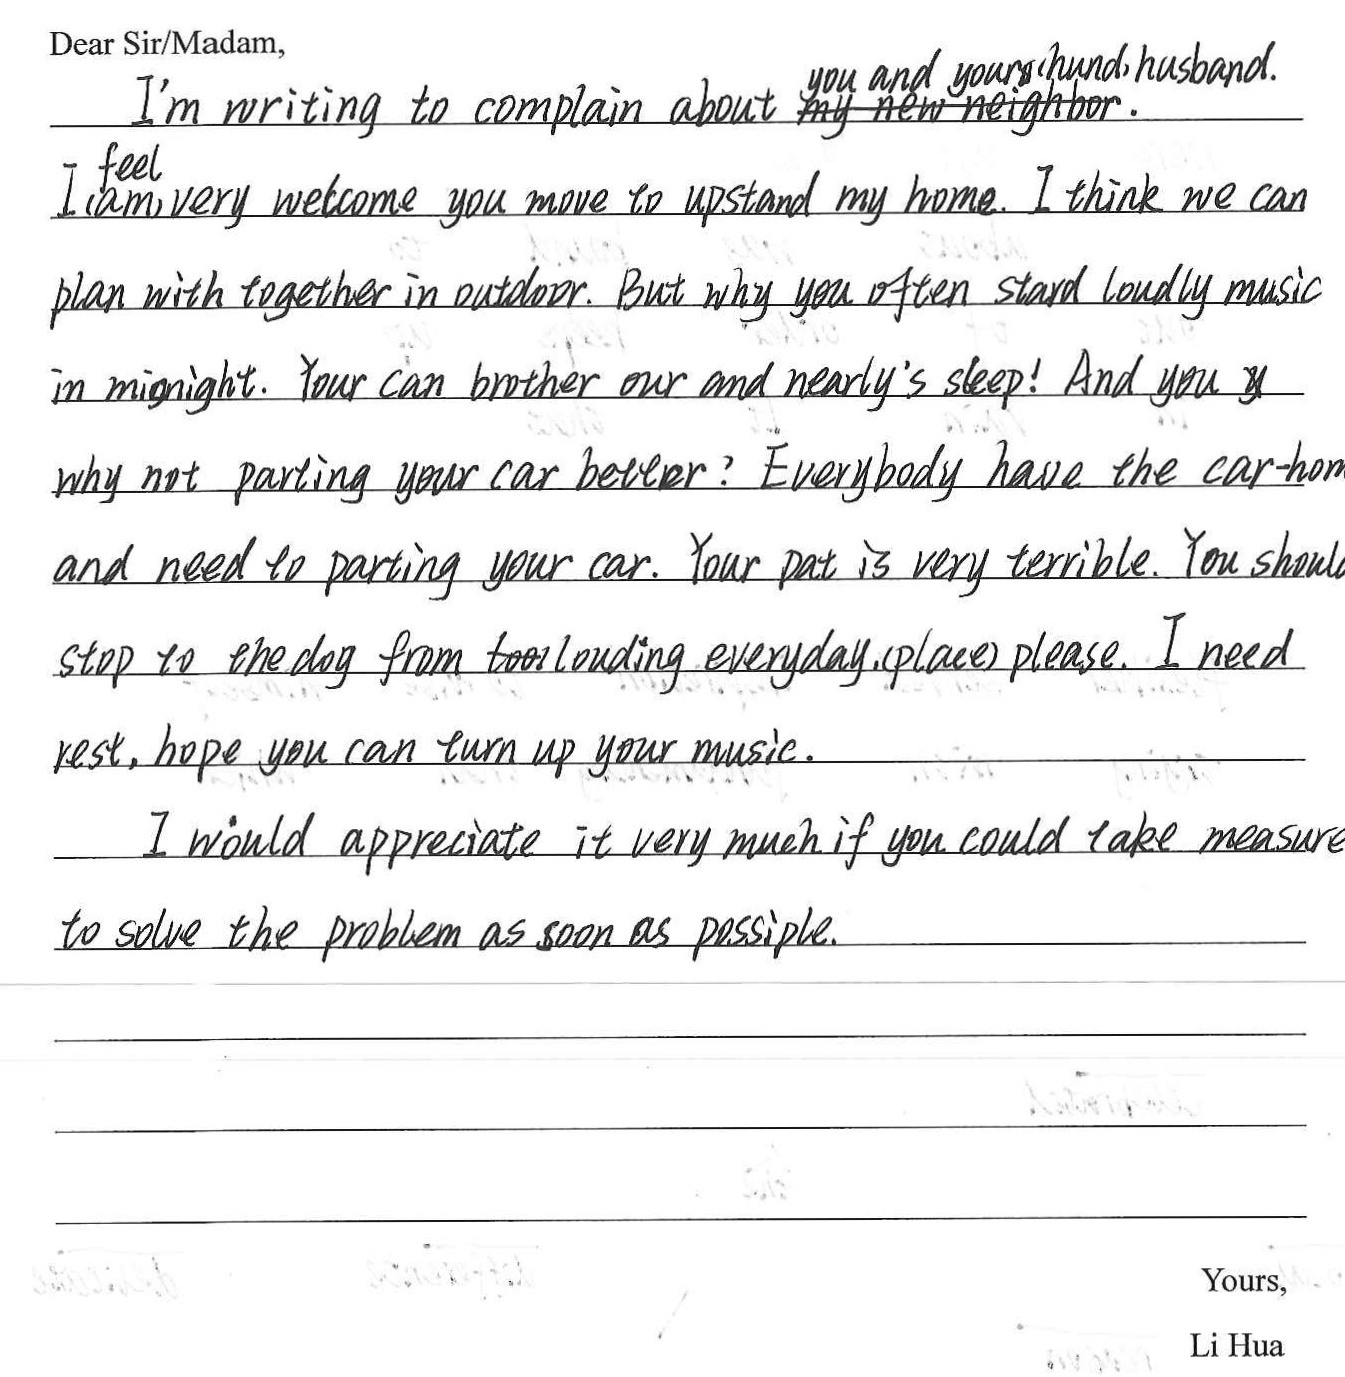 Dear Sir/Madam,
you and yours (hund) husband.
I'm writing to complain about my new neighbor.
feel
I (am) very welcome you move to upstand my home. I think we can
plan with together in outdoor. But why you often stard loudly music
in mignight. Your can brother our and nearly's sleep! And you y
why not parting your car better? Everybody have the car-hom
and need to parting your car. Your pat is very terrible. You should
stop to the dog from louding everyday (place) please. I need
rest, hope you can turn up your music.
I would appreciate it very much if you could take measure
to solve the problem as soon as possiple.
Yours,
Li Hua